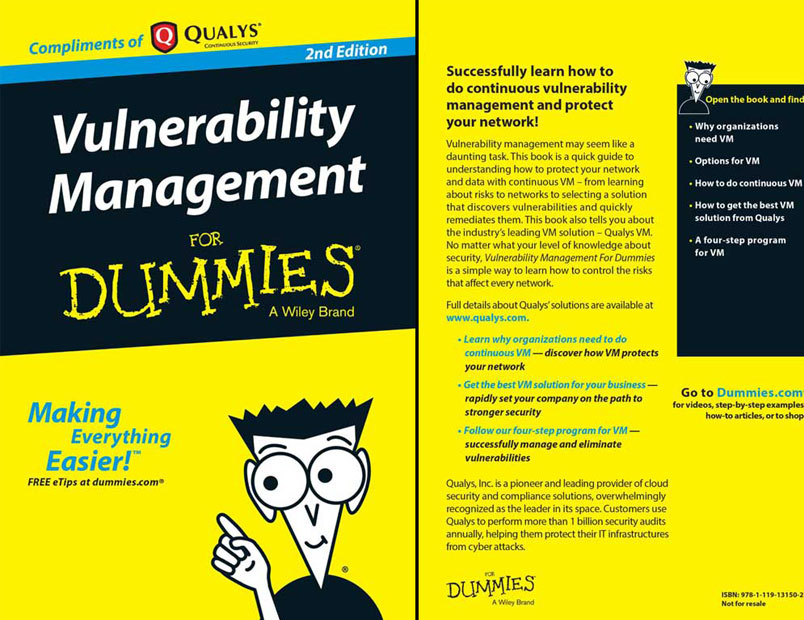 Compliments of QUALYS®
CONTINUOUS SECURITY
2nd Edition
Vulnerability
Management
FOR
DUMMIES®
A Wiley Brand
Making
Everything
Easier!™
FREE eTips at dummies.com®
®
Successfully learn how to
do continuous vulnerability
management and protect
your network!
Vulnerability management may seem like a
daunting task. This book is a quick guide to
understanding how to protect your network
and data with continuous VM – from learning
about risks to networks to selecting a solution
that discovers vulnerabilities and quickly
remediates them. This book also tells you about
the industry's leading VM solution – Qualys VM.
No matter what your level of knowledge about
security, Vulnerability Management For Dummies
is a simple way to learn how to control the risks
that affect every network.
Full details about Qualys' solutions are available at
www.qualys.com.
• Learn why organizations need to do
continuous VM — discover how VM protects
your network
• Get the best VM solution for your business —
rapidly set your company on the path to
stronger security
• Follow our four-step program for VM —
successfully manage and eliminate
vulnerabilities
Qualys, Inc. is a pioneer and leading provider of cloud
security and compliance solutions, overwhelmingly
recognized as the leader in its space. Customers use
Qualys to perform more than 1 billion security audits
annually, helping them protect their IT infrastructures
from cyber attacks.
FOR
DUMMIES®
A Wiley Brand
Open the book and find
• Why organizations
need VM
• Options for VM
• How to do continuous VM
• How to get the best VM
solution from Qualys
• A four-step program
for VM
Go to Dummies.com
for videos, step-by-step examples
how-to articles, or to shop
ISBN: 978-1-119-13150-2
Not for resale